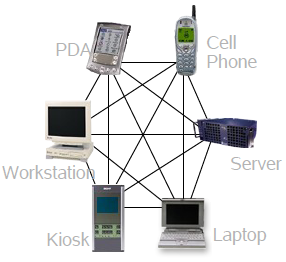 PDA
Cell
Phone
Workstation
Server
Kiosk
Laptop